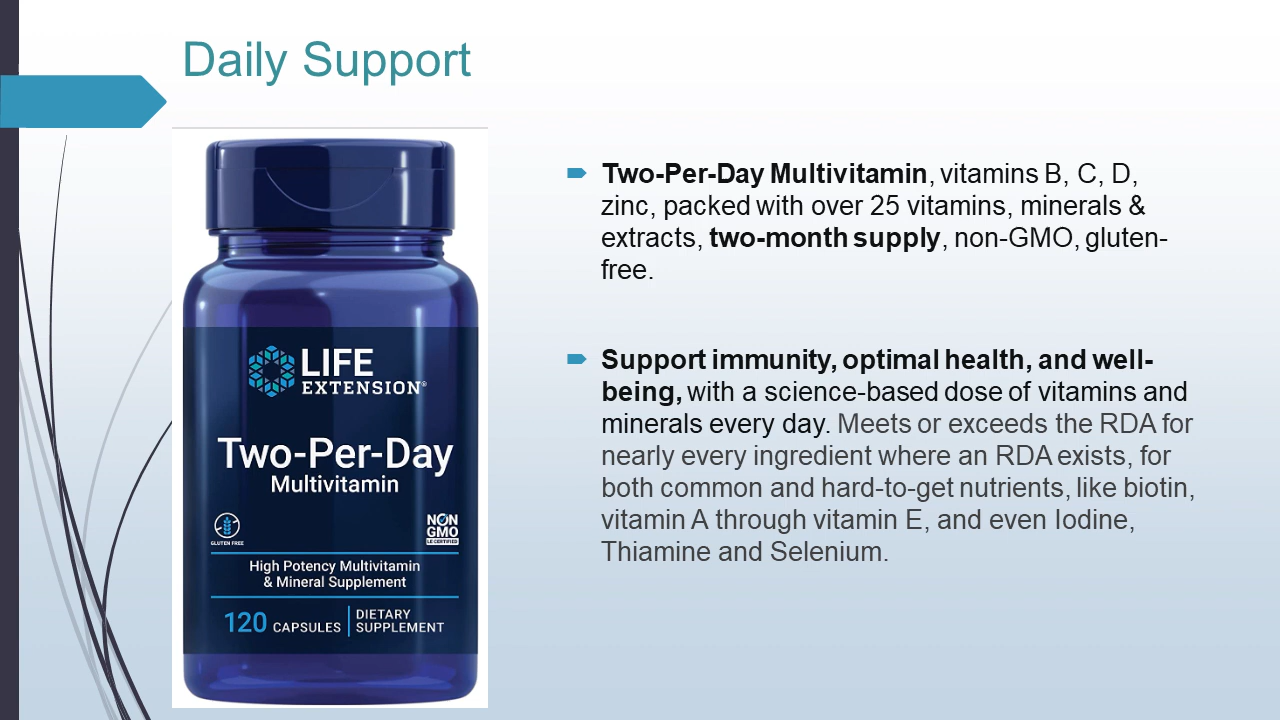 Daily Support
LIFE
EXTENSION®
Two-Per-Day
Multivitamin
GLUTEN FREE
NON
GMO
LE CERTIFIED
High Potency Multivitamin
& Mineral Supplement
120 CAPSULES
DIETARY
SUPPLEMENT
Two-Per-Day Multivitamin, vitamins B, C, D,
zinc, packed with over 25 vitamins, minerals &
extracts, two-month supply, non-GMO, gluten-
free.
Support immunity, optimal health, and well-
being, with a science-based dose of vitamins and
minerals every day. Meets or exceeds the RDA for
nearly every ingredient where an RDA exists, for
both common and hard-to-get nutrients, like biotin,
vitamin A through vitamin E, and even Iodine,
Thiamine and Selenium.